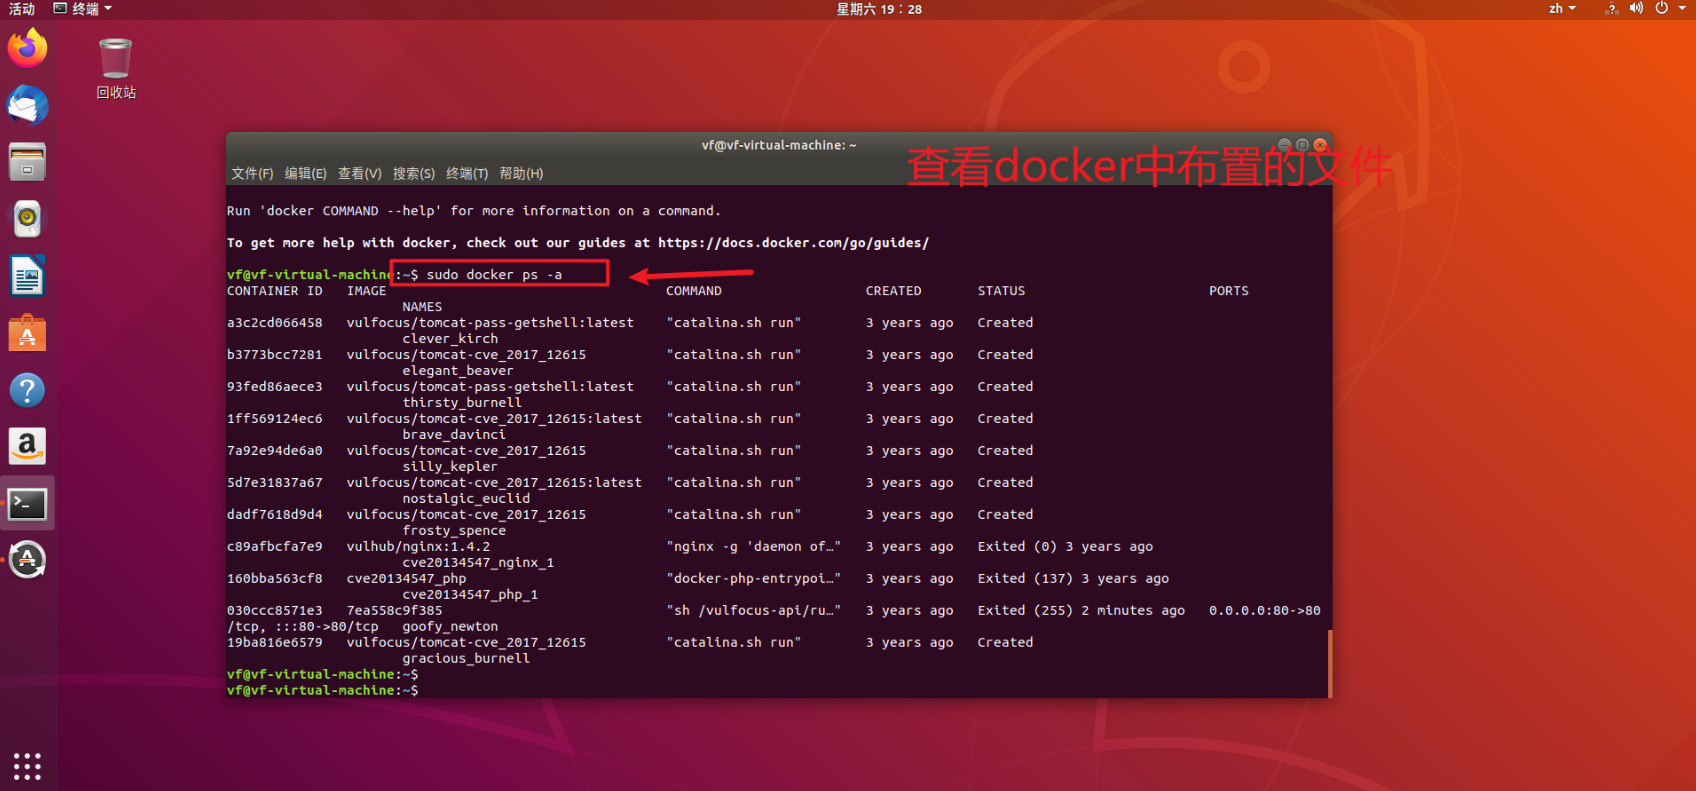 活动 终端 星期六 19：28 zh
回收站
vf@vf-virtual-machine: ~
查看docker中布置的文件
文件(F) 编辑(E) 查看(V) 搜索(S) 终端(T) 帮助(H)
Run 'docker COMMAND --help' for more information on a command.
To get more help with docker, check out our guides at https://docs.docker.com/go/guides/
vf@vf-virtual-machine:~$ sudo docker ps -a
CONTAINER ID IMAGE COMMAND CREATED STATUS PORTS
NAMES
a3c2cd066458 vulfocus/tomcat-pass-getshell:latest "catalina.sh run" 3 years ago Created
clever_kirch
b3773bcc7281 vulfocus/tomcat-cve_2017_12615 "catalina.sh run" 3 years ago Created
elegant_beaver
93fed86aece3 vulfocus/tomcat-pass-getshell:latest "catalina.sh run" 3 years ago Created
thirsty_burnell
1ff569124ec6 vulfocus/tomcat-cve_2017_12615:latest "catalina.sh run" 3 years ago Created
brave_davinci
7a92e94de6a0 vulfocus/tomcat-cve_2017_12615 "catalina.sh run" 3 years ago Created
silly_kepler
5d7e31837a67 vulfocus/tomcat-cve_2017_12615:latest "catalina.sh run" 3 years ago Created
nostalgic_euclid
dadf7618d9d4 vulfocus/tomcat-cve_2017_12615 "catalina.sh run" 3 years ago Created
frosty_spence
c89afbcfa7e9 vulhub/nginx:1.4.2 "nginx -g 'daemon of…" 3 years ago Exited (0) 3 years ago
cve20134547_nginx_1
160bba563cf8 cve20134547_php "docker-php-entrypoi…" 3 years ago Exited (137) 3 years ago
cve20134547_php_1
030ccc8571e3 7ea558c9f385 "sh /vulfocus-api/ru…" 3 years ago Exited (255) 2 minutes ago 0.0.0.0:80->80
/tcp, :::80->80/tcp goofy_newton
19ba816e6579 vulfocus/tomcat-cve_2017_12615 "catalina.sh run" 3 years ago Created
gracious_burnell
vf@vf-virtual-machine:~$
vf@vf-virtual-machine:~$